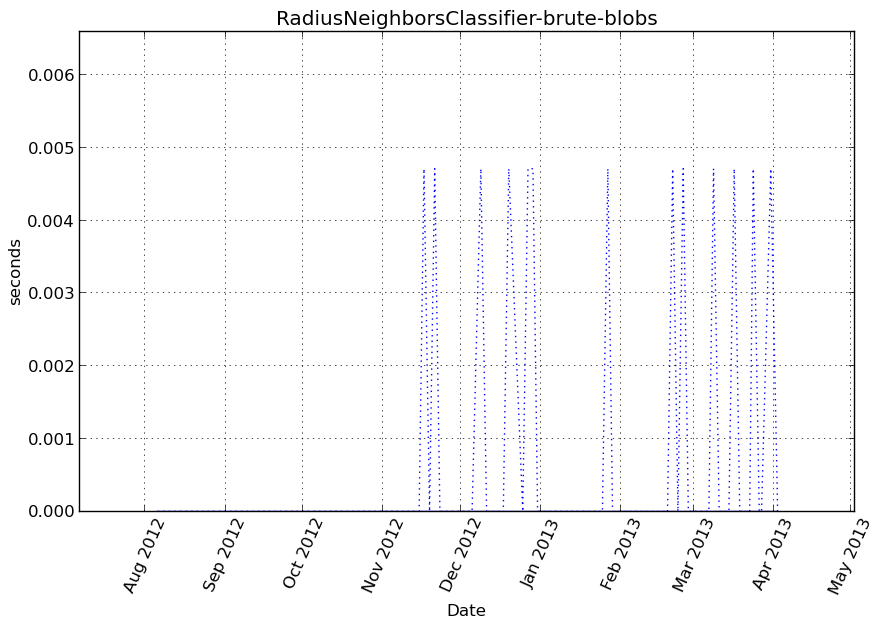 RadiusNeighborsClassifier-brute-blobs
0.006
0.005
0.004
0.003
0.002
0.001
0.000
seconds
Aug 2012
Sep 2012
Oct 2012
Nov 2012
Dec 2012
Jan 2013
Feb 2013
Mar 2013
Apr 2013
May 2013
Date